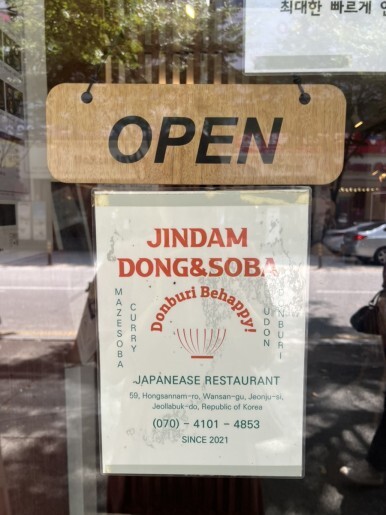 최대한 빠르게
OPEN
JINDAM
DONG&SOBA
Donburi Behappy!
MAZESOBA
CURRY
UDON
DONBURI
JAPANEASE RESTAURANT
59, Hongsannam-ro, Wansan-gu, Jeonju-si,
Jeollabuk-do, Republic of Korea
(070) - 4101 - 4853
SINCE 2021